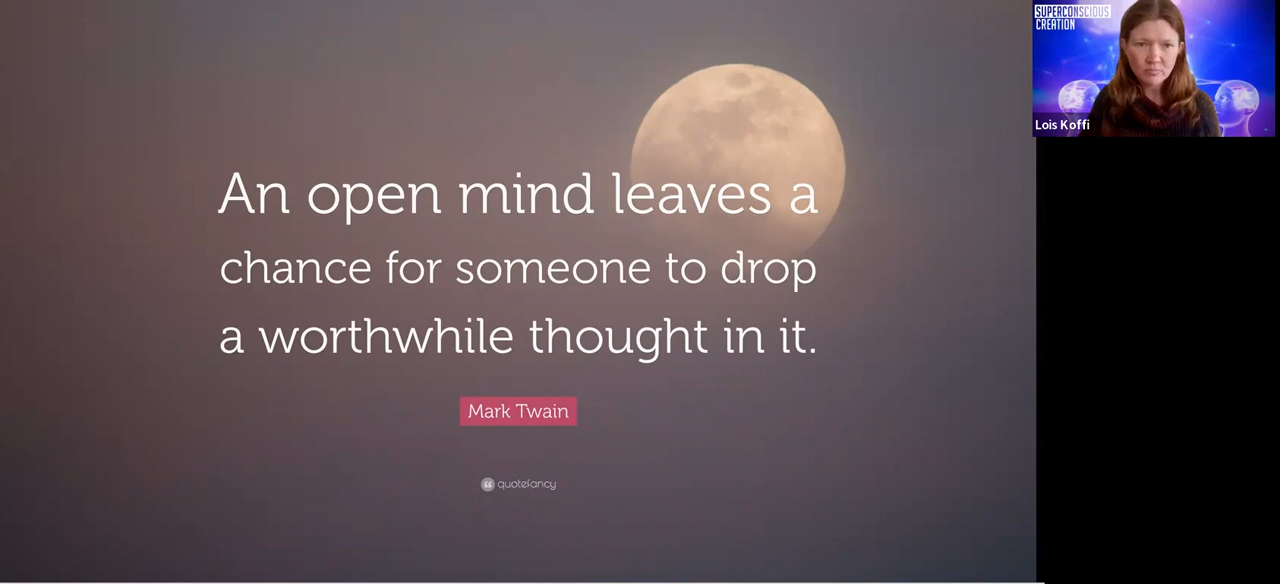 An open mind leaves a
chance for someone to drop
a worthwhile thought in it.
Mark Twain
quotefancy
SUPERCONSCIOUS
CREATION
Lois Koffi